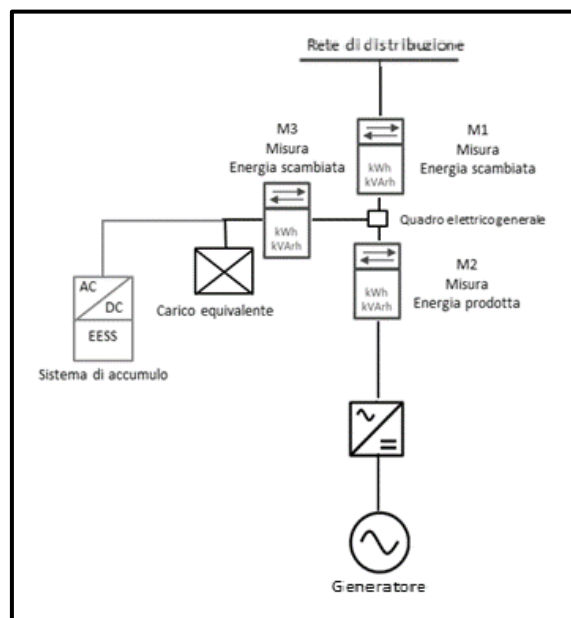 Rete di distribuzione
M3
Misura
Energia scambiata
M1
Misura
Energia scambiata
kWh
kVArh
kWh
kVArh
Quadro elettrico generale
kWh
kVArh
M2
Misura
Energia prodotta
AC
DC
EESS
Carico equivalente
Sistema di accumulo
Generatore